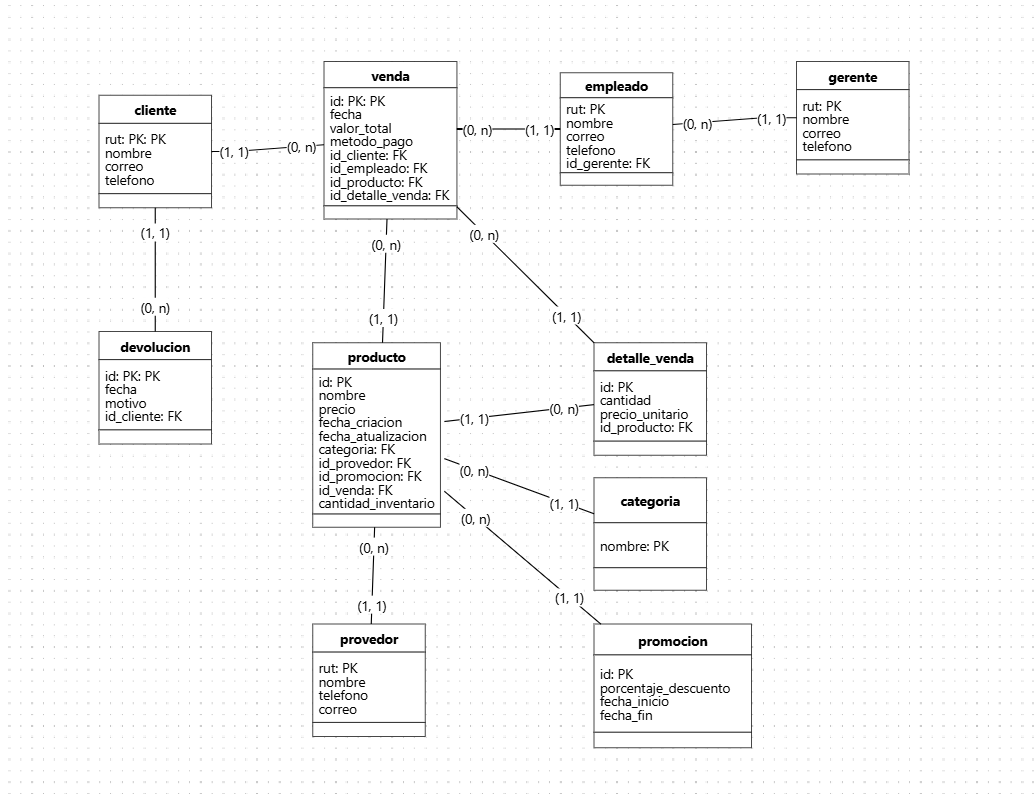 cliente
rut: PK: PK
nombre
correo
telefono
(1, 1)
(0, n)
venda
id: PK: PK
fecha
valor_total
metodo_pago
id_cliente: FK
id_empleado: FK
id_producto: FK
id_detalle_venda: FK
(0, n)
(1, 1)
empleado
rut: PK
nombre
correo
telefono
id_gerente: FK
(0, n)
(1, 1)
gerente
rut: PK
nombre
correo
telefono
(1, 1)
(0, n)
devolucion
id: PK: PK
fecha
motivo
id_cliente: FK
(0, n)
(1, 1)
(0, n)
(1, 1)
producto
id: PK
nombre
precio
fecha_criacion
fecha_atualizacion
categoria: FK
id_provedor: FK
id_promocion: FK
id_venda: FK
cantidad_inventario
(1, 1)
(0, n)
detalle_venda
id: PK
cantidad
precio_unitario
id_producto: FK
(0, n)
(1, 1)
categoria
nombre: PK
(0, n)
(1, 1)
promocion
id: PK
porcentaje_descuento
fecha_inicio
fecha_fin
(0, n)
(1, 1)
provedor
rut: PK
nombre
telefono
correo